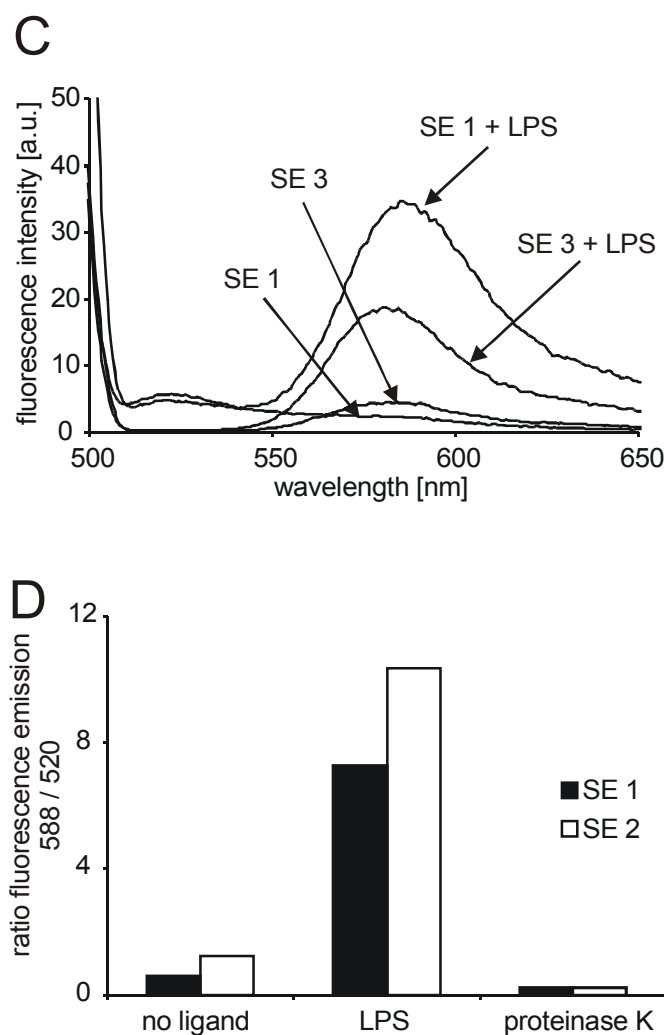 C
fluorescence intensity [a.u.]
50
40
30
20
10
0
SE 1 + LPS
SE 3
SE 3 + LPS
SE 1
500 550 600 650
wavelength [nm]
D
ratio fluorescence emission
588 / 520
12
8
4
0
SE 1
SE 2
no ligand LPS proteinase K